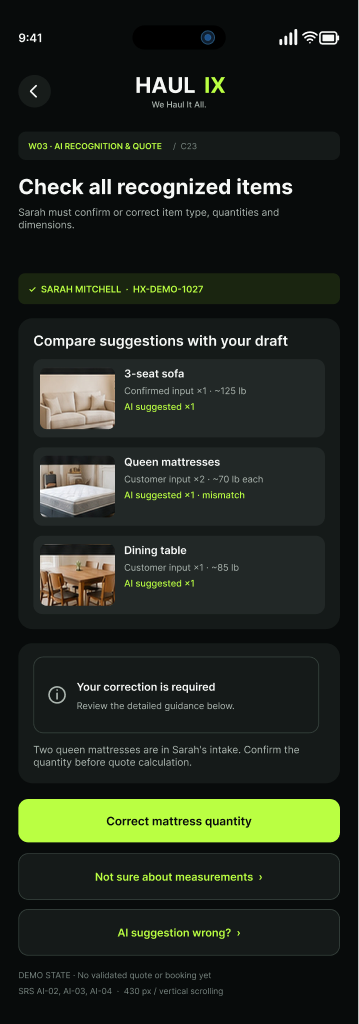 9:41
HAUL IX
We Haul It All.
W03 · AI RECOGNITION & QUOTE / C23
Check all recognized items
Sarah must confirm or correct item type, quantities and
dimensions.
✓ SARAH MITCHELL · HX-DEMO-1027
Compare suggestions with your draft
3-seat sofa
Confirmed input ×1 · ~125 lb
AI suggested ×1
Queen mattresses
Customer input ×2 · ~70 lb each
AI suggested ×1 · mismatch
Dining table
Customer input ×1 · ~85 lb
AI suggested ×1
Your correction is required
Review the detailed guidance below.
Two queen mattresses are in Sarah's intake. Confirm the
quantity before quote calculation.
Correct mattress quantity
Not sure about measurements ›
AI suggestion wrong? ›
DEMO STATE · No validated quote or booking yet
SRS AI-02, AI-03, AI-04 · 430 px / vertical scrolling